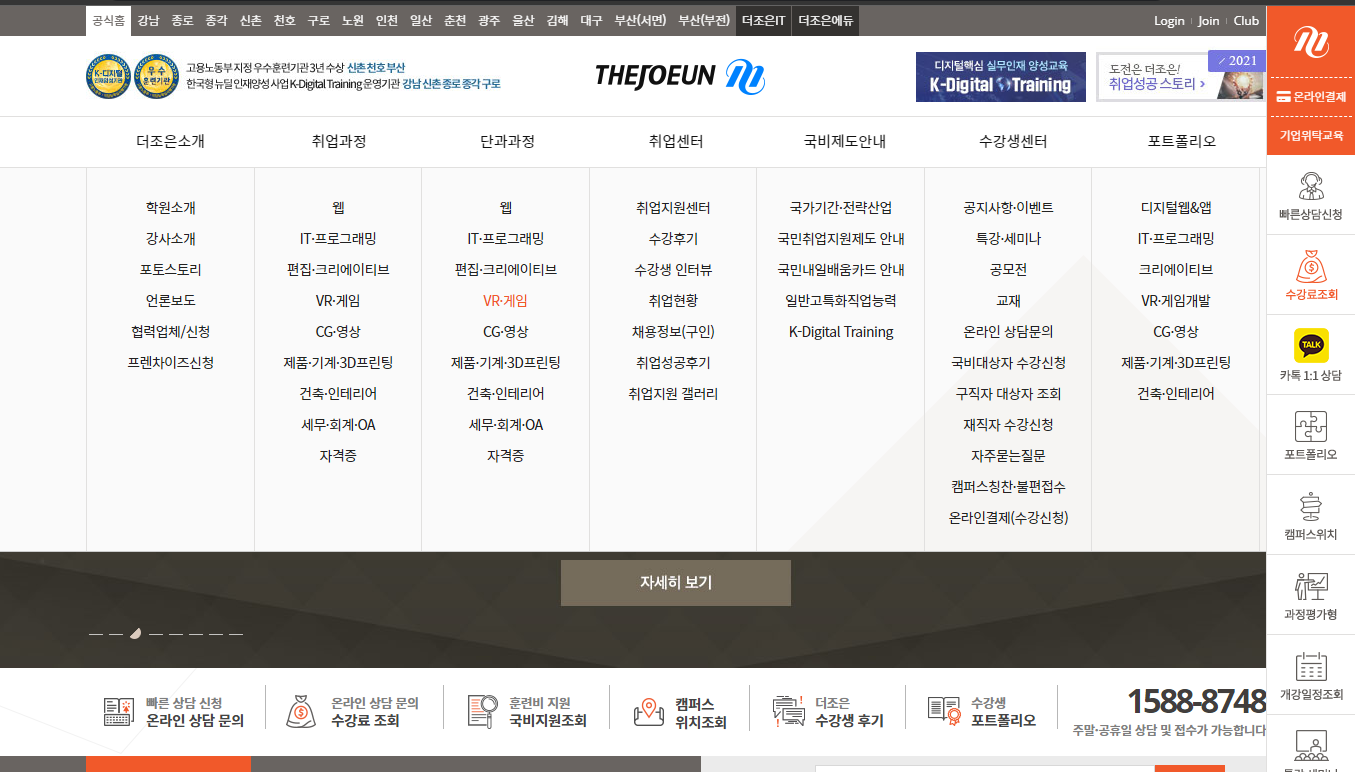 공식홈 강남 종로 종각 신촌 천호 구로 노원 인천 일산 춘천 광주 울산 김해 대구 부산(서면) 부산(부전) 더조은IT 더조은에듀 Login Join Club
K-디지털 인재양성기관
우수 훈련기관
고용노동부 지정 우수훈련기관 3년 수상 신촌 천호 부산
한국형 뉴딜 인재양성 사업 K-Digital Training 운영기관 강남 신촌 종로 종각 구로
THEJOEUN
디지털핵심 실무인재 양성교육
K-Digital Training
도전은 더조은!
취업성공 스토리 >
2021
온라인결제
기업위탁교육
더조은소개 취업과정 단과과정 취업센터 국비제도안내 수강생센터 포트폴리오
학원소개
강사소개
포토스토리
언론보도
협력업체/신청
프렌차이즈신청
웹
IT·프로그래밍
편집·크리에이티브
VR·게임
CG·영상
제품·기계·3D프린팅
건축·인테리어
세무·회계·OA
자격증
웹
IT·프로그래밍
편집·크리에이티브
VR·게임
CG·영상
제품·기계·3D프린팅
건축·인테리어
세무·회계·OA
자격증
취업지원센터
수강후기
수강생 인터뷰
취업현황
채용정보(구인)
취업성공후기
취업지원 갤러리
국가기간·전략산업
국민취업지원제도 안내
국민내일배움카드 안내
일반고특화직업능력
K-Digital Training
공지사항·이벤트
특강·세미나
공모전
교재
온라인 상담문의
국비대상자 수강신청
구직자 대상자 조회
재직자 수강신청
자주묻는질문
캠퍼스칭찬·불편접수
온라인결제(수강신청)
디지털웹&앱
IT·프로그래밍
크리에이티브
VR·게임개발
CG·영상
제품·기계·3D프린팅
건축·인테리어
빠른상담신청
수강료조회
TALK
카톡 1:1 상담
포트폴리오
캠퍼스위치
과정평가형
개강일정조회
자세히 보기
빠른 상담 신청
온라인 상담 문의
온라인 상담 문의
수강료 조회
훈련비 지원
국비지원조회
캠퍼스
위치조회
더조은
수강생 후기
수강생
포트폴리오
1588-8748
주말·공휴일 상담 및 접수가 가능합니다